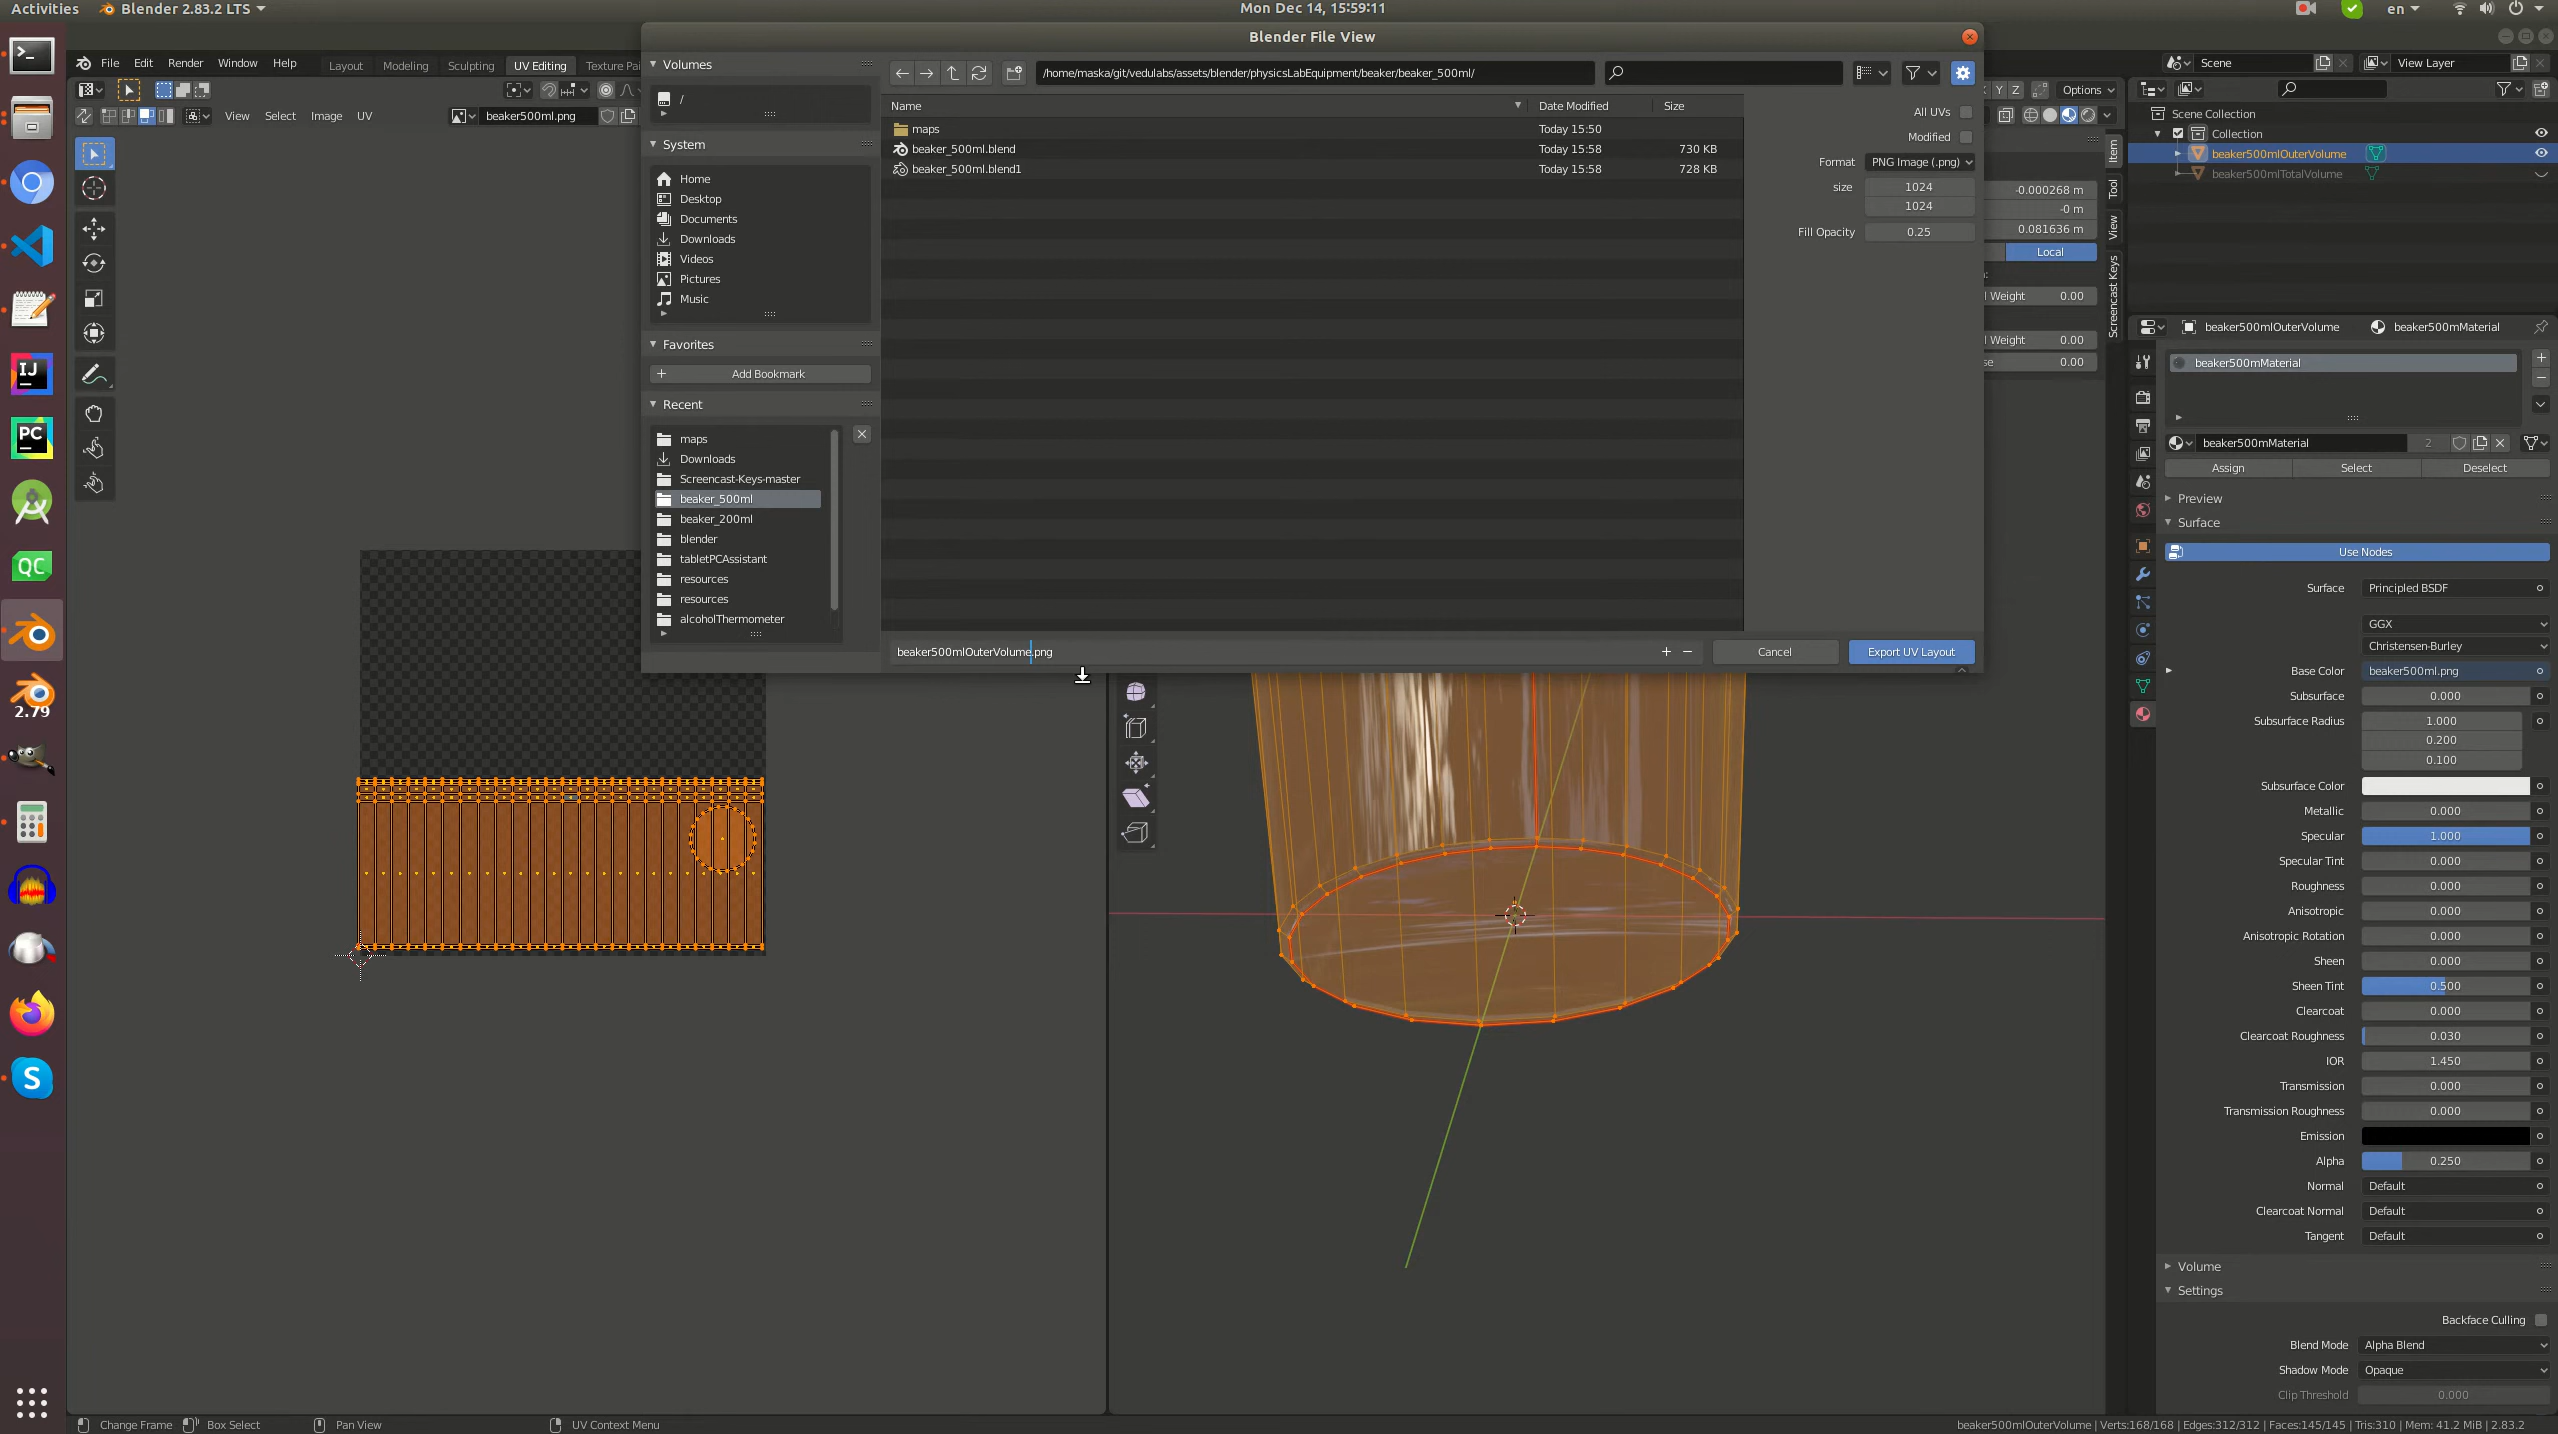 Activities
Blender 2.83.2 LTS
Mon Dec 14, 15:59:11
en
Blender File View
File Edit Render Window Help Layout Modeling Sculpting UV Editing Texture Pai
Scene
View Layer
View Select Image UV
beaker500ml.png
Volumes
/
System
Home
Desktop
Documents
Downloads
Videos
Pictures
Music
Favorites
Add Bookmark
Recent
maps
Downloads
Screencast-Keys-master
beaker_500ml
beaker_200ml
blender
tabletPCAssistant
resources
resources
alcoholThermometer
/home/maska/git/vedulabs/assets/blender/physicsLabEquipment/beaker/beaker_500ml/
Name Date Modified Size
maps Today 15:50
beaker_500ml.blend Today 15:58 730 KB
beaker_500ml.blend1 Today 15:58 728 KB
All UVs
Modified
Format PNG Image (.png)
size 1024
1024
Fill Opacity 0.25
beaker500mlOuterVolume.png
Cancel
Export UV Layout
Y Z Options
-0.000268 m
-0 m
0.081636 m
Local
Weight 0.00
Weight 0.00
se 0.00
Item
Tool
View
Screencast Keys
Scene Collection
Collection
beaker500mlOuterVolume
beaker500mlTotalVolume
beaker500mlOuterVolume
beaker500mMaterial
beaker500mMaterial
beaker500mMaterial 2
Assign Select Deselect
Preview
Surface
Use Nodes
Surface Principled BSDF
GGX
Christensen-Burley
Base Color beaker500ml.png
Subsurface 0.000
Subsurface Radius 1.000
0.200
0.100
Subsurface Color
Metallic 0.000
Specular 1.000
Specular Tint 0.000
Roughness 0.000
Anisotropic 0.000
Anisotropic Rotation 0.000
Sheen 0.000
Sheen Tint 0.500
Clearcoat 0.000
Clearcoat Roughness 0.030
IOR 1.450
Transmission 0.000
Transmission Roughness 0.000
Emission
Alpha 0.250
Normal Default
Clearcoat Normal Default
Tangent Default
Volume
Settings
Backface Culling
Blend Mode Alpha Blend
Shadow Mode Opaque
Clip Threshold 0.000
IJ
PC
QC
2.79
S
Change Frame Box Select Pan View UV Context Menu
beaker500mlOuterVolume | Verts:168/168 | Edges:312/312 | Faces:145/145 | Tris:310 | Mem: 41.2 MiB | 2.83.2